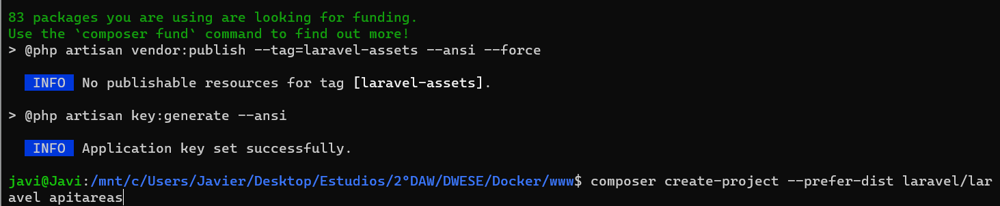 83 packages you are using are looking for funding.
Use the `composer fund` command to find out more!
> @php artisan vendor:publish --tag=laravel-assets --ansi --force
INFO No publishable resources for tag [laravel-assets].
> @php artisan key:generate --ansi
INFO Application key set successfully.
javi@Javi:/mnt/c/Users/Javier/Desktop/Estudios/2°DAW/DWESE/Docker/www$ composer create-project --prefer-dist laravel/lar
avel apitareas